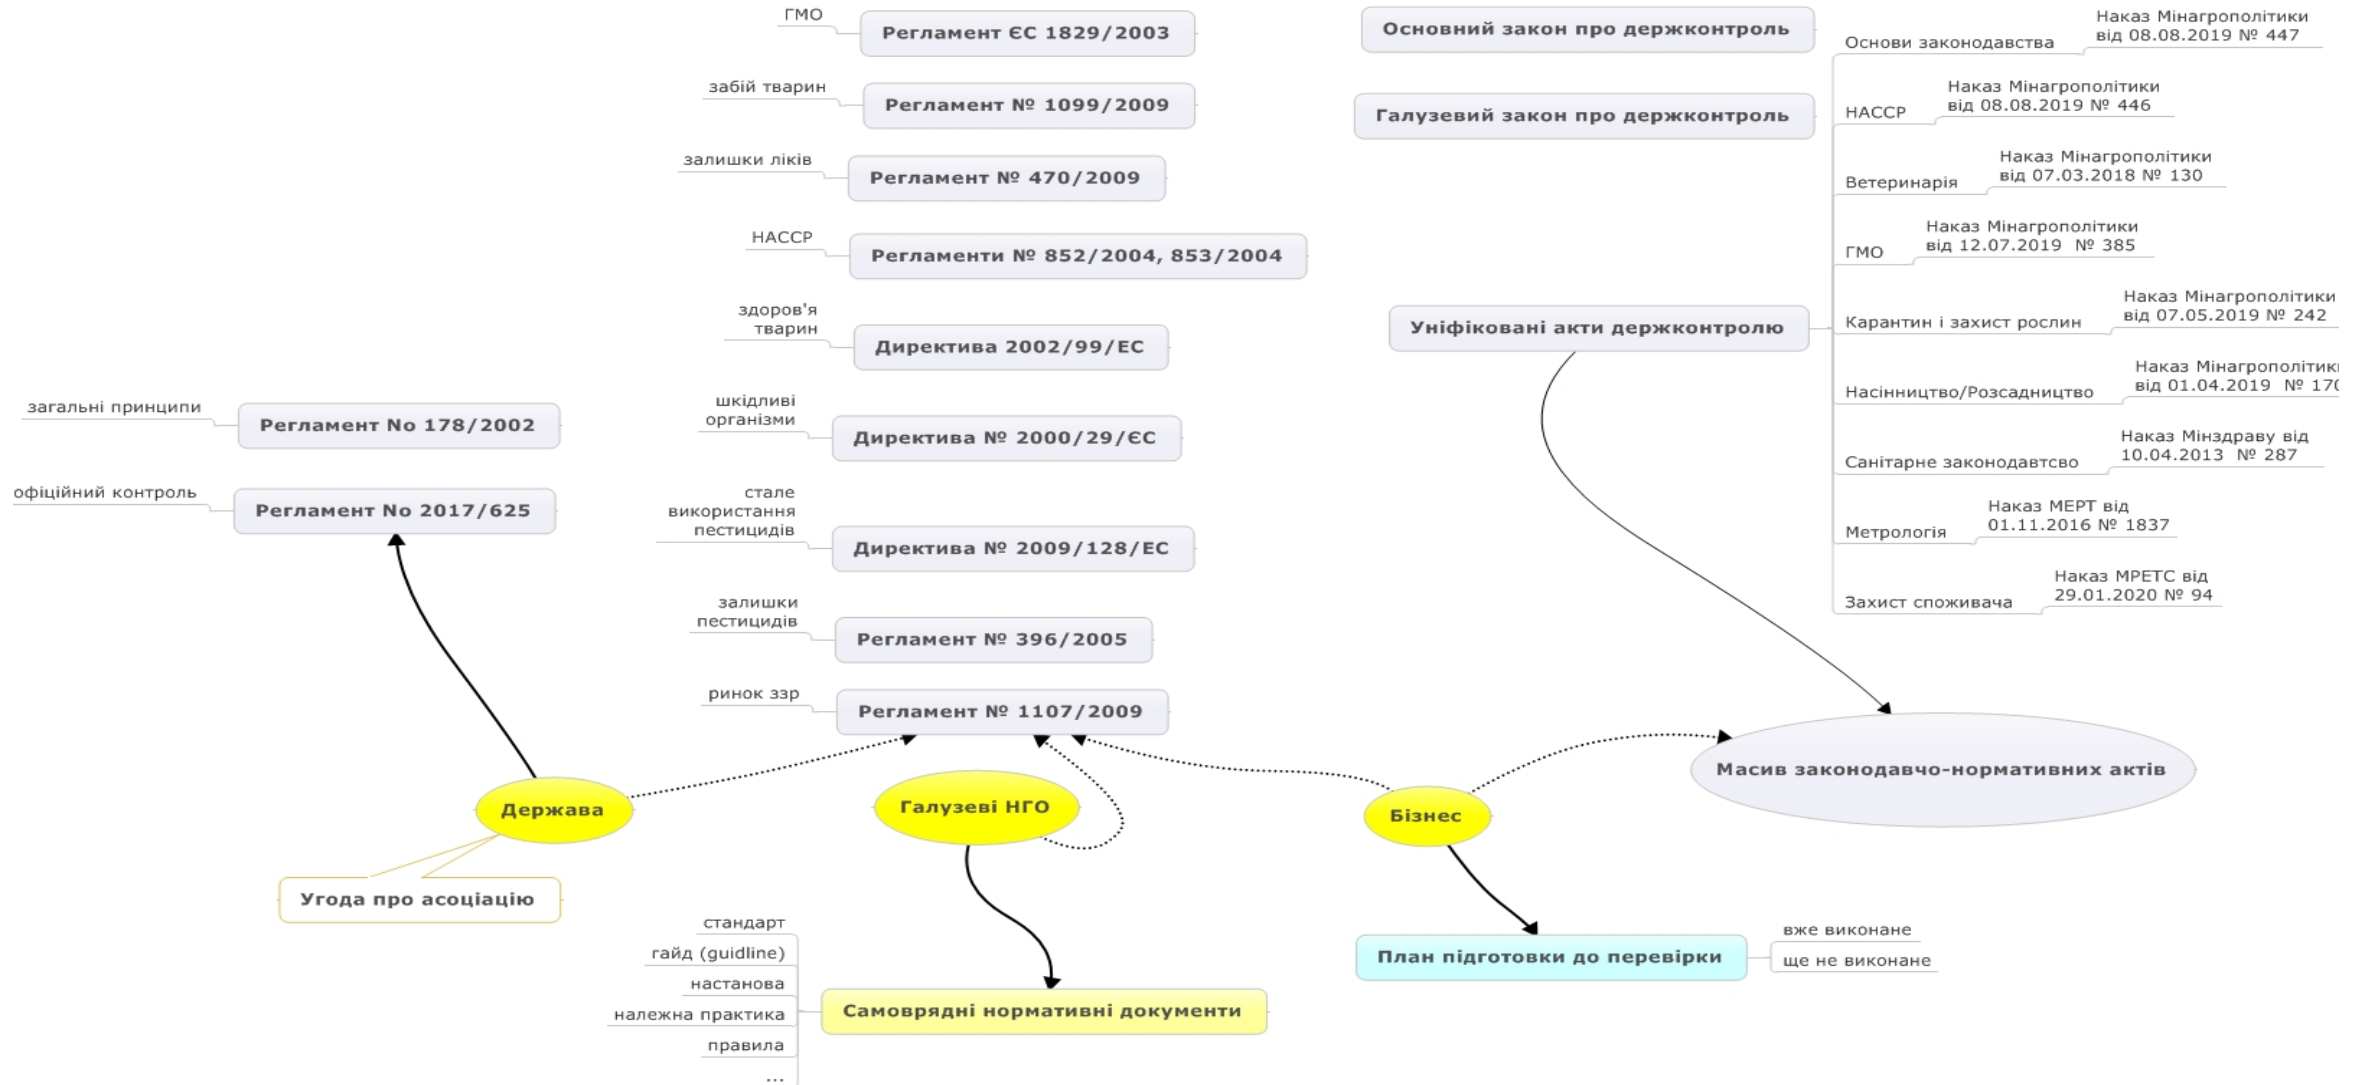 ГМО
Регламент ЄС 1829/2003
забій тварин
Регламент № 1099/2009
залишки ліків
Регламент № 470/2009
НАССР
Регламенти № 852/2004, 853/2004
здоров'я
тварин
Директива 2002/99/ЕС
шкідливі
організми
Директива № 2000/29/ЄС
стале
використання
пестицидів
Директива № 2009/128/ЕС
залишки
пестицидів
Регламент № 396/2005
ринок ззр
Регламент № 1107/2009
загальні принципи
Регламент No 178/2002
офіційний контроль
Регламент No 2017/625
Основний закон про держконтроль
Галузевий закон про держконтроль
Уніфіковані акти держконтролю
Основи законодавства
Наказ Мінагрополітики
від 08.08.2019 № 447
НАССР
Наказ Мінагрополітики
від 08.08.2019 № 446
Ветеринарія
Наказ Мінагрополітики
від 07.03.2018 № 130
ГМО
Наказ Мінагрополітики
від 12.07.2019 № 385
Карантин і захист рослин
Наказ Мінагрополітики
від 07.05.2019 № 242
Насінництво/Розсадництво
Наказ Мінагрополітики
від 01.04.2019 № 170
Санітарне законодавтсво
Наказ Мінздраву від
10.04.2013 № 287
Метрологія
Наказ МЕРТ від
01.11.2016 № 1837
Захист споживача
Наказ МРЕТС від
29.01.2020 № 94
Масив законодавчо-нормативних актів
Держава
Галузеві НГО
Бізнес
Угода про асоціацію
стандарт
гайд (guidline)
настанова
належна практика
правила
...
Самоврядні нормативні документи
План підготовки до перевірки
вже виконане
ще не виконане